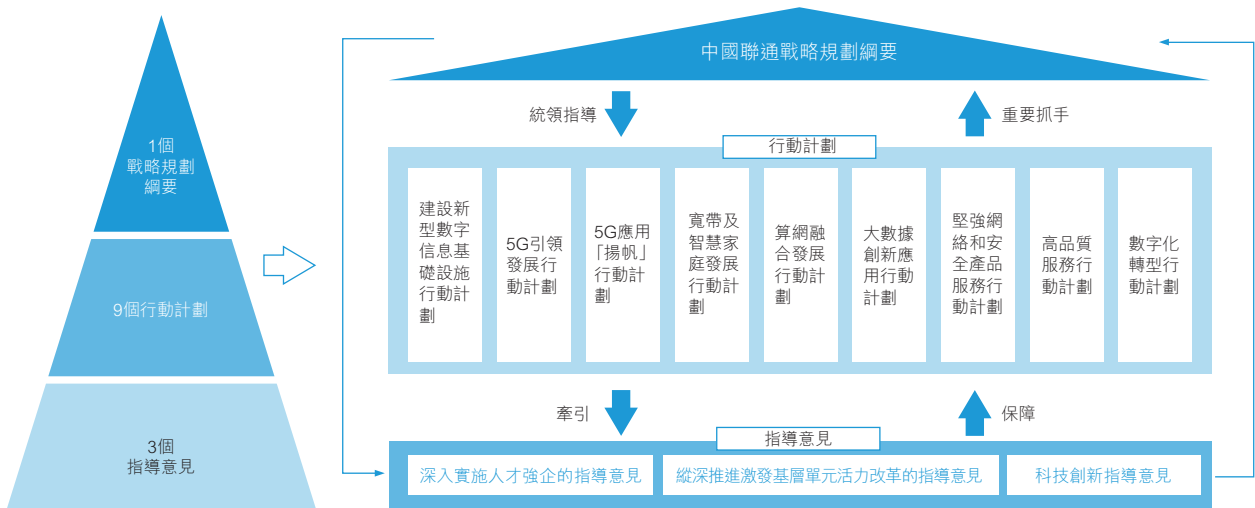 1個
戰略規劃
綱要
9個行動計劃
3個
指導意見
中國聯通戰略規劃綱要
統領指導
重要抓手
行動計劃
建設新
型數字
信息基
礎設施
行動計
劃
5G引領
發展行
動計劃
5G應用
「揚帆」
行動計
劃
寬帶及
智慧家
庭發展
行動計
劃
算網融
合發展
行動計
劃
大數據
創新應
用行動
計劃
堅強網
絡和安
全產品
服務行
動計劃
高品質
服務行
動計劃
數字化
轉型行
動計劃
牽引
保障
指導意見
深入實施人才強企的指導意見
縱深推進激發基層單元活力改革的指導意見
科技創新指導意見